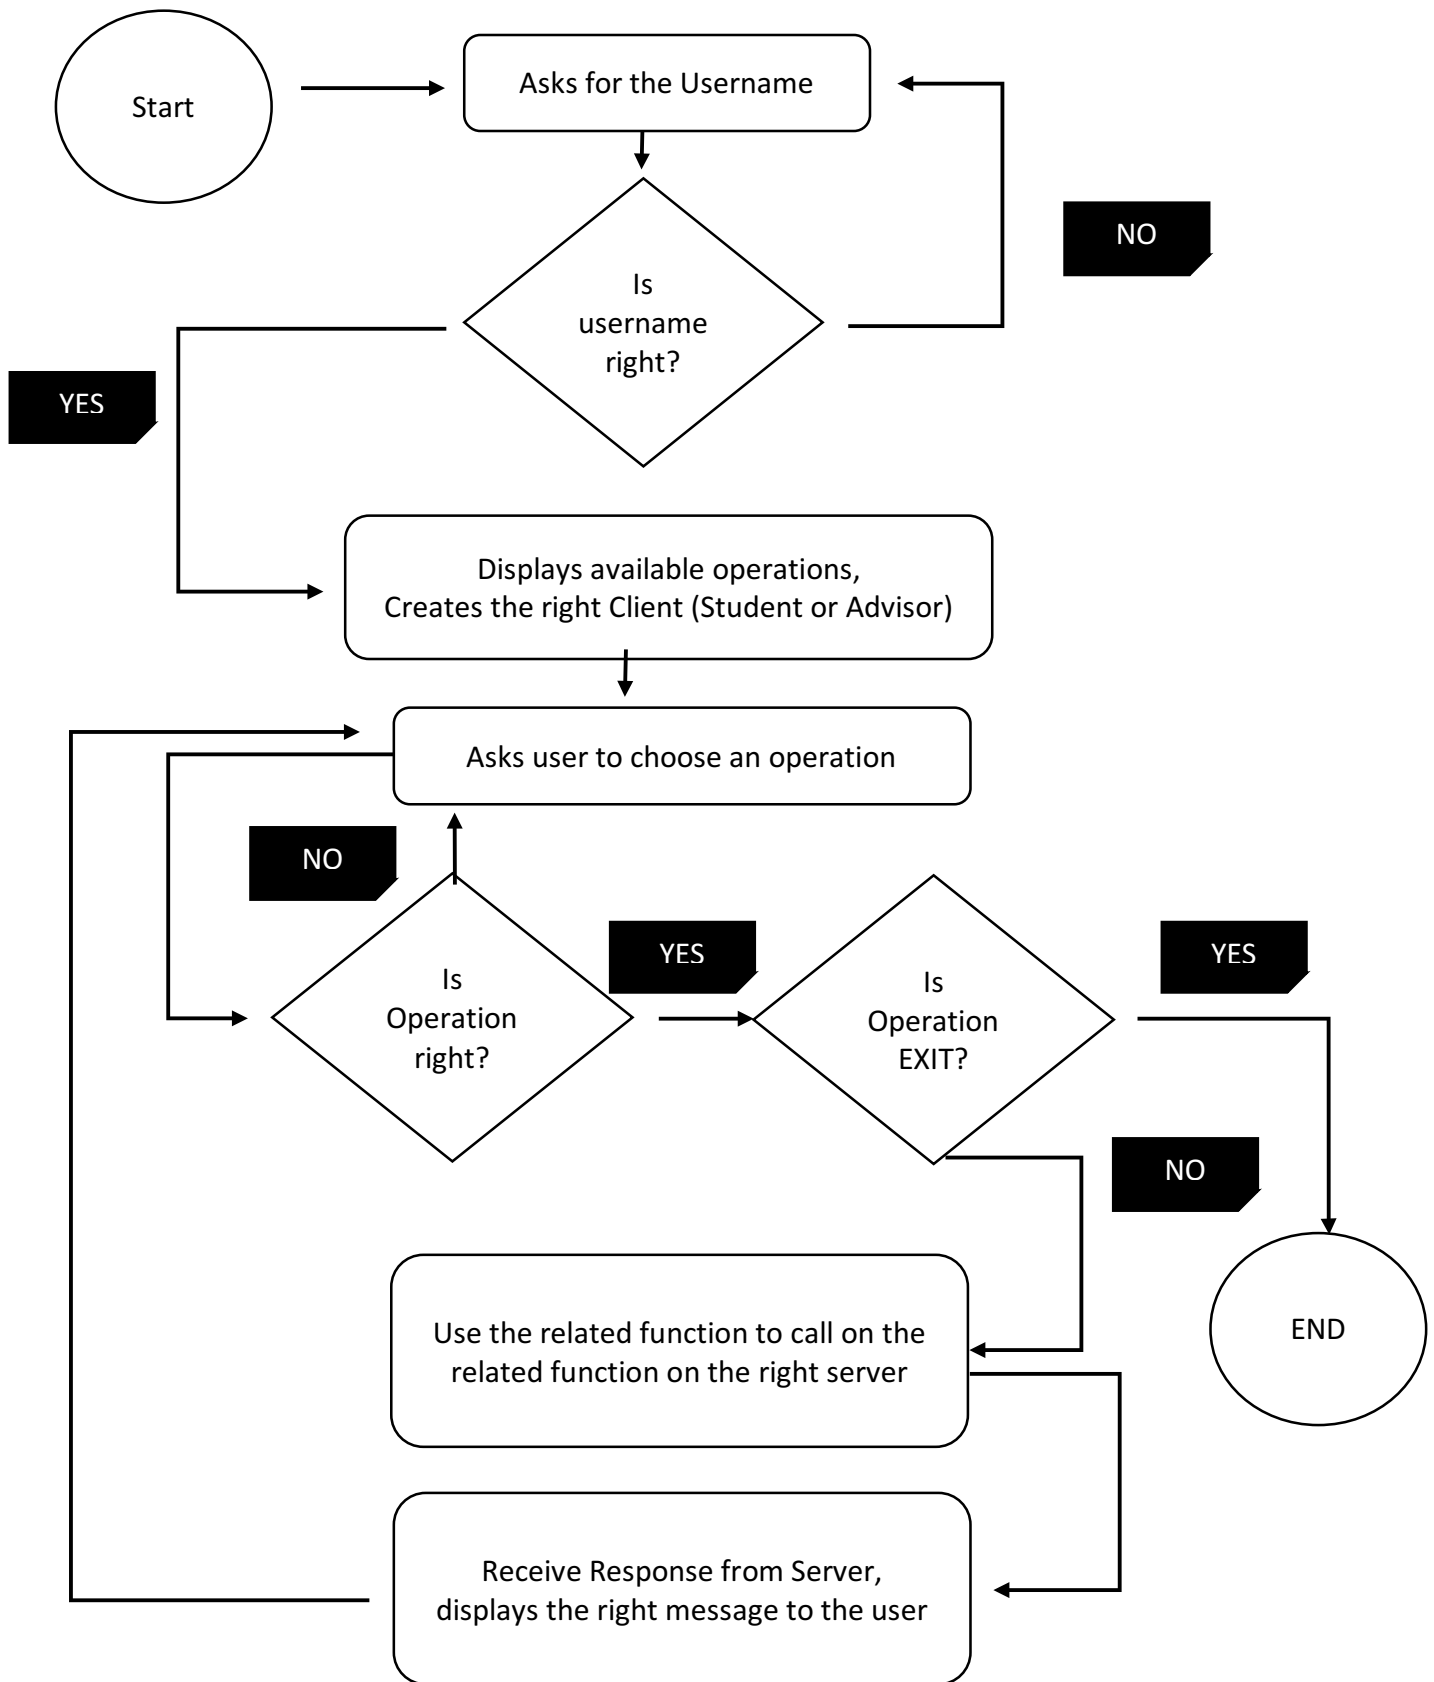 Start
Asks for the Username
NO
Is
username
right?
YES
Displays available operations,
Creates the right Client (Student or Advisor)
Asks user to choose an operation
NO
YES
YES
Is
Operation
right?
Is
Operation
EXIT?
NO
Use the related function to call on the
related function on the right server
END
Receive Response from Server,
displays the right message to the user